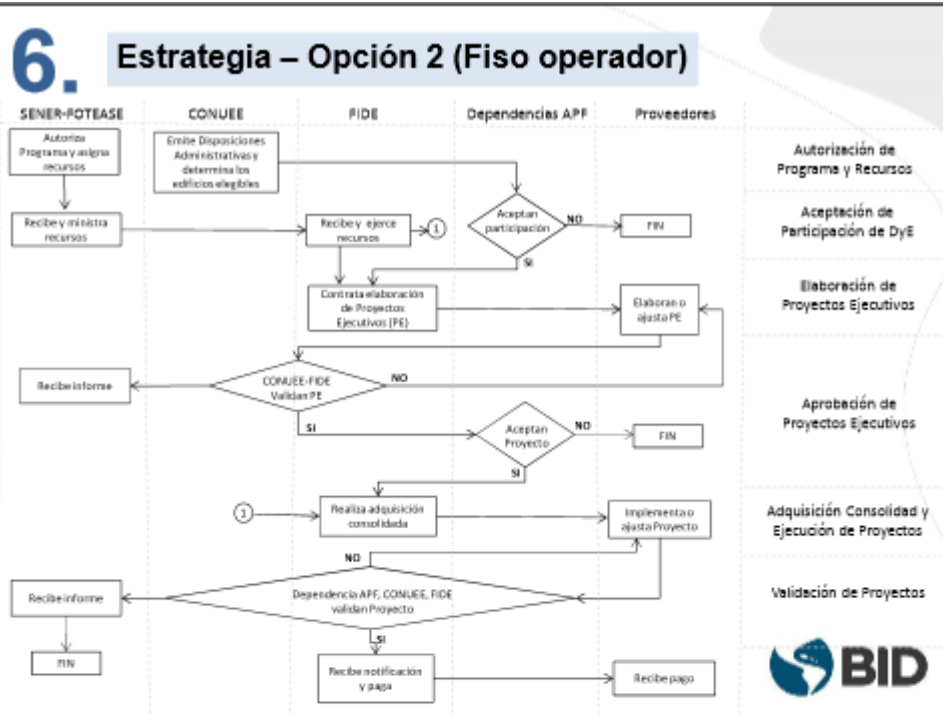 6.
Estrategia – Opción 2 (Fiso operador)
SENER-FOTEASE
CONUEE
FIDE
Dependencias APF
Proveedores
Autoriza
Programa y asigna
recursos
Emite Disposiciones
Administrativas y
determina los
edificios elegibles
Autorización de
Programa y Recursos
Recibe y ministra
recursos
Recibe y ejerce
recursos
1
Aceptan
participación
NO
FIN
SI
Aceptación de
Participación de DyE
Contrata elaboración
de Proyectos
Ejecutivos (PE)
Elaboran o
ajusta PE
Elaboración de
Proyectos Ejecutivos
Recibe informe
CONUEE-FIDE
Validan PE
NO
SI
Aceptan
Proyecto
NO
FIN
SI
Aprobación de
Proyectos Ejecutivos
1
Realiza adquisición
consolidada
Implementa o
ajusta Proyecto
Adquisición Consolidad y
Ejecución de Proyectos
NO
Recibe informe
Dependencia APF, CONUEE, FIDE
validan Proyecto
SI
Validación de Proyectos
FIN
Recibe notificación
y paga
Recibe pago
BID